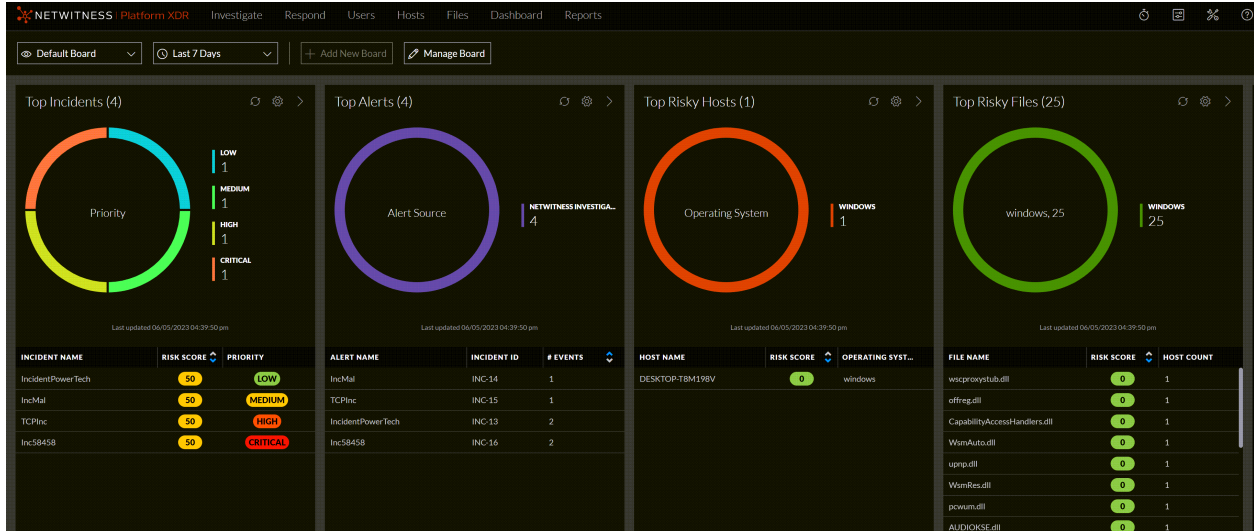 NETWITNESS | Platform XDR Investigate Respond Users Hosts Files Dashboard Reports
Default Board Last 7 Days + Add New Board Manage Board
Top Incidents (4)
Priority
LOW
1
MEDIUM
1
HIGH
1
CRITICAL
1
Last updated 06/05/2023 04:39:50 pm
INCIDENT NAME RISK SCORE PRIORITY
IncidentPowerTech 50 LOW
IncMal 50 MEDIUM
TCPInc 50 HIGH
Inc58458 50 CRITICAL
Top Alerts (4)
Alert Source
NETWITNESS INVESTIGA...
4
Last updated 06/05/2023 04:39:50 pm
ALERT NAME INCIDENT ID # EVENTS
IncMal INC-14 1
TCPInc INC-15 1
IncidentPowerTech INC-13 2
Inc58458 INC-16 2
Top Risky Hosts (1)
Operating System
WINDOWS
1
Last updated 06/05/2023 04:39:50 pm
HOST NAME RISK SCORE OPERATING SYST...
DESKTOP-T8M198V 0 windows
Top Risky Files (25)
windows, 25
WINDOWS
25
Last updated 06/05/2023 04:39:50 pm
FILE NAME RISK SCORE HOST COUNT
wscproxystub.dll 0 1
offreg.dll 0 1
CapabilityAccessHandlers.dll 0 1
WsmAuto.dll 0 1
upnp.dll 0 1
WsmRes.dll 0 1
pcwum.dll 0 1
AUDIOKSE.dll 0 1